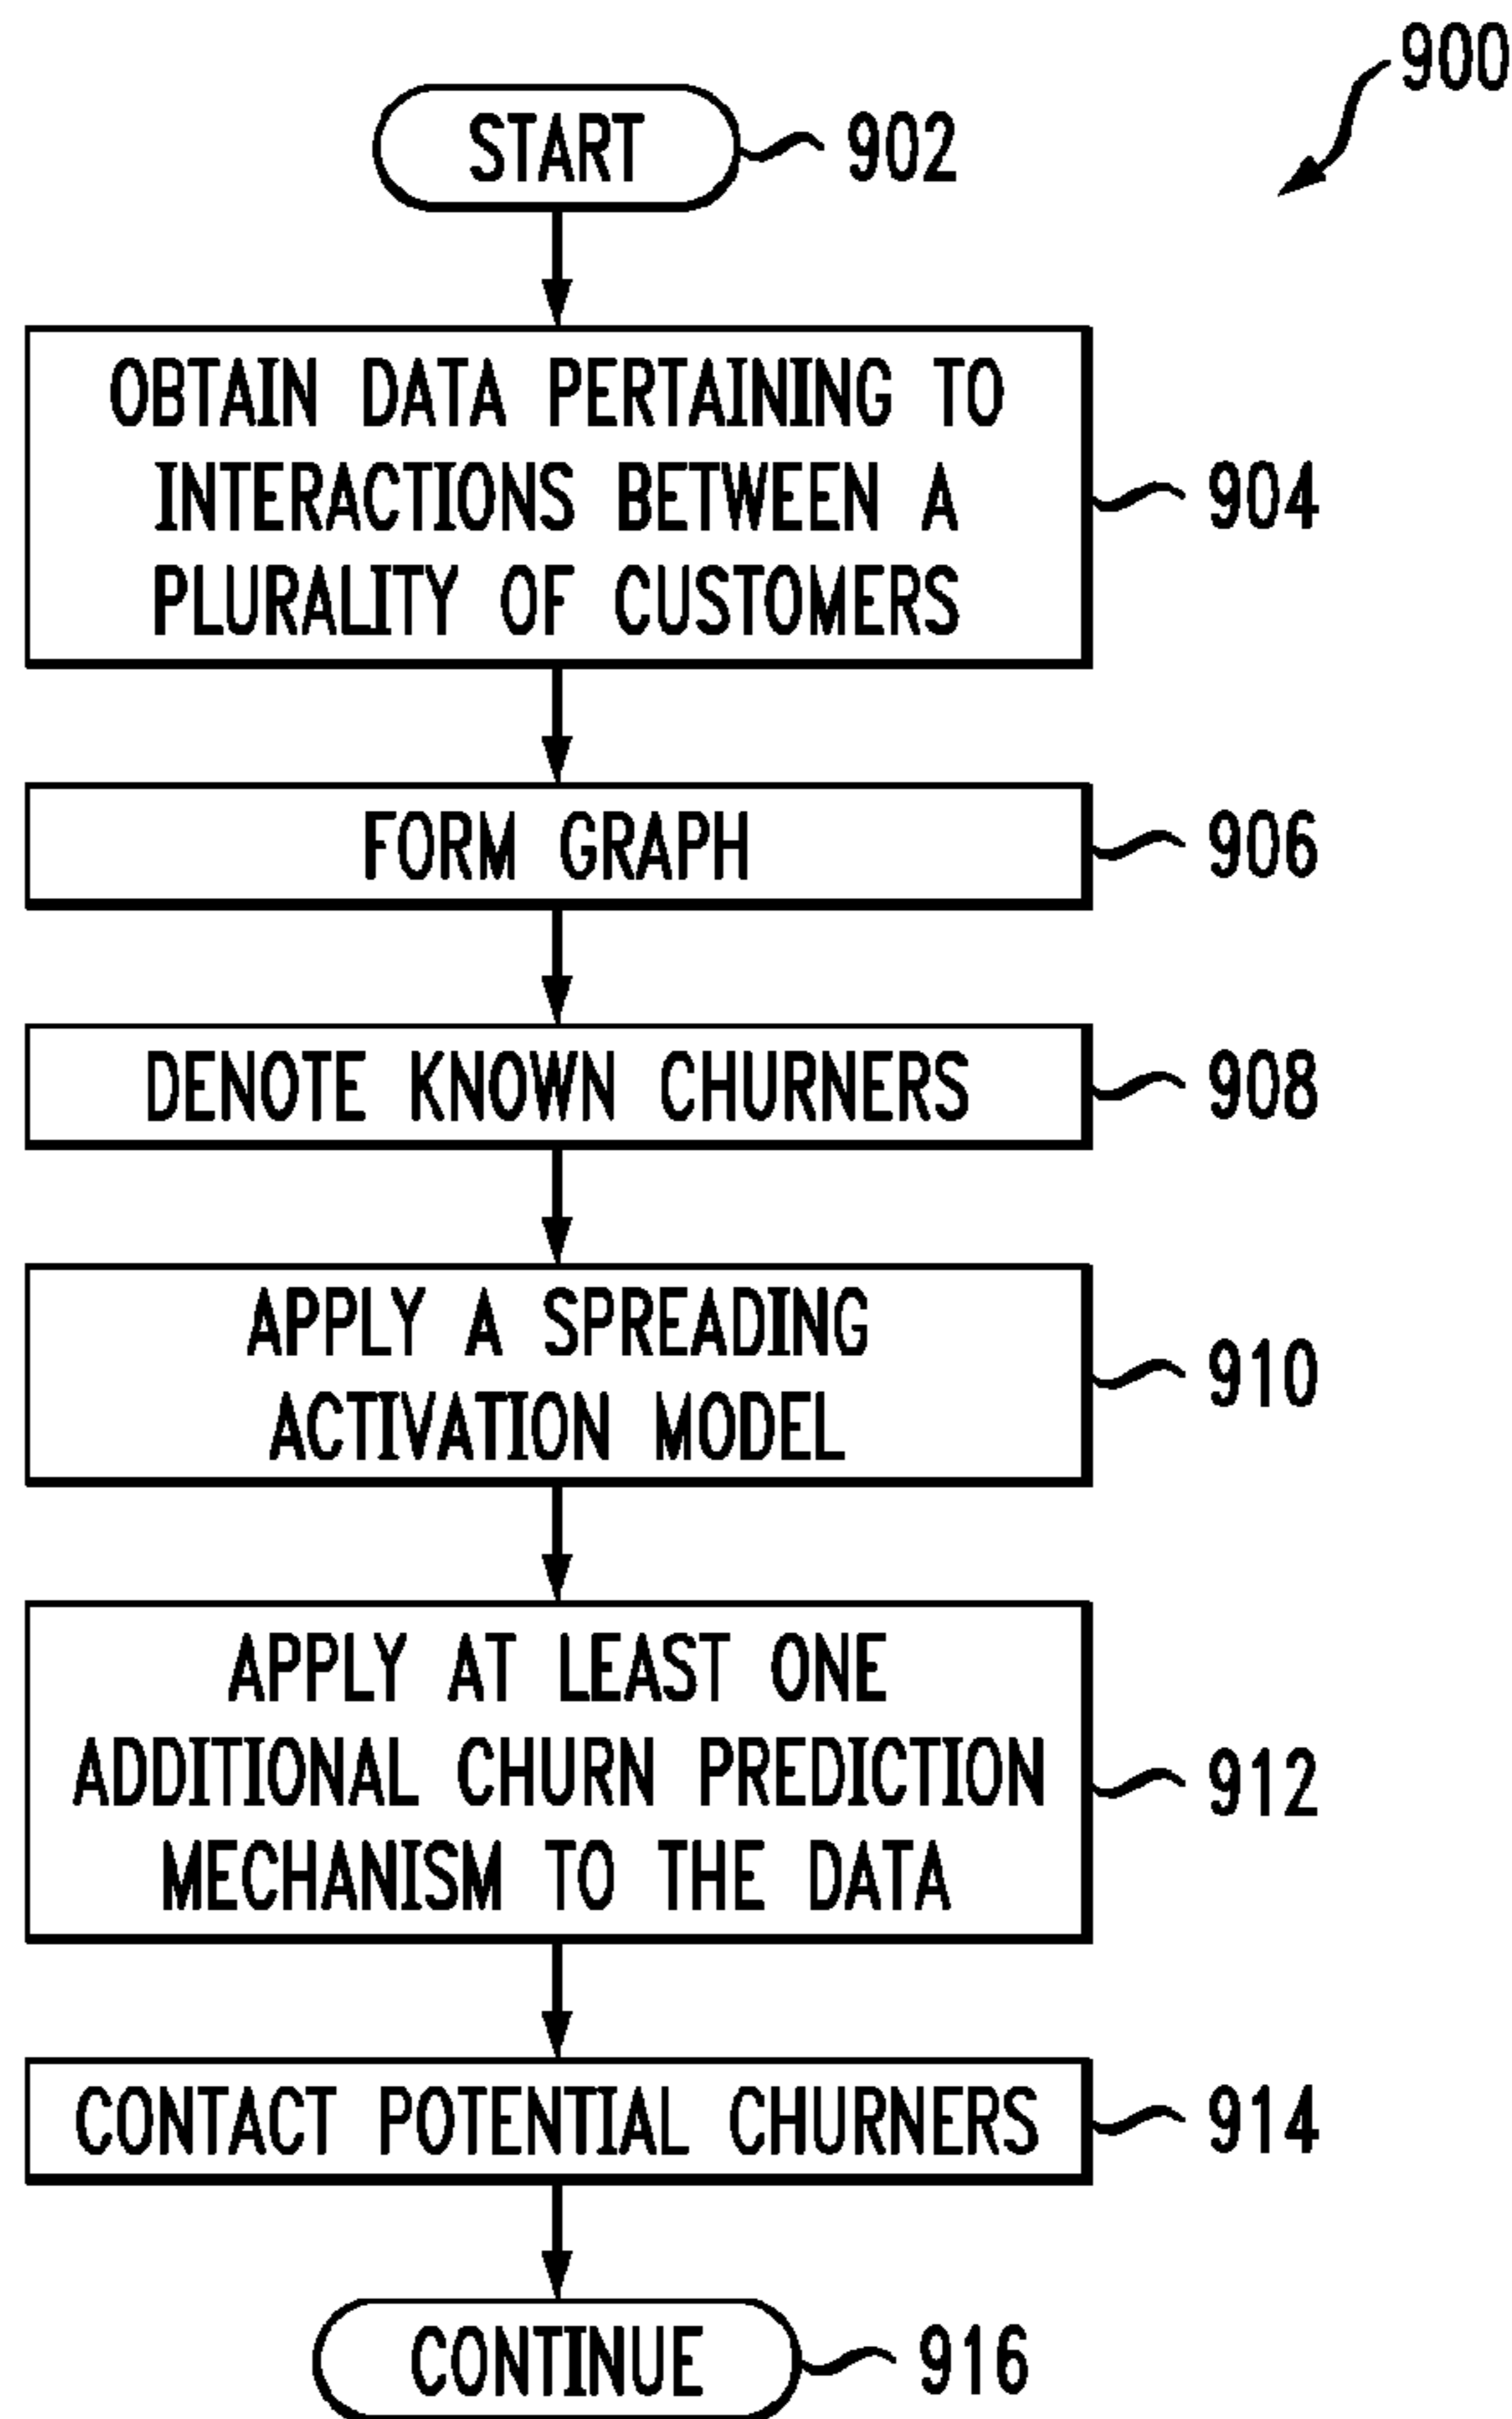 900
START 902
OBTAIN DATA PERTAINING TO
INTERACTIONS BETWEEN A 904
PLURALITY OF CUSTOMERS
FORM GRAPH 906
DENOTE KNOWN CHURNERS 908
APPLY A SPREADING
ACTIVATION MODEL
910
APPLY AT LEAST ONE
ADDITIONAL CHURN PREDICTION 912
MECHANISM TO THE DATA
CONTACT POTENTIAL CHURNERS 914
CONTINUE 916